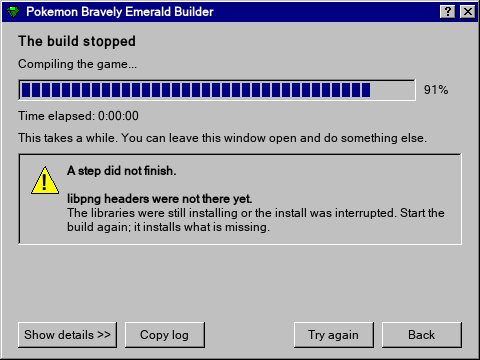 Pokemon Bravely Emerald Builder
The build stopped
Compiling the game...
91%
Time elapsed: 0:00:00
This takes a while. You can leave this window open and do something else.
A step did not finish.
libpng headers were not there yet.
The libraries were still installing or the install was interrupted. Start the
build again; it installs what is missing.
Show details >>
Copy log
Try again
Back